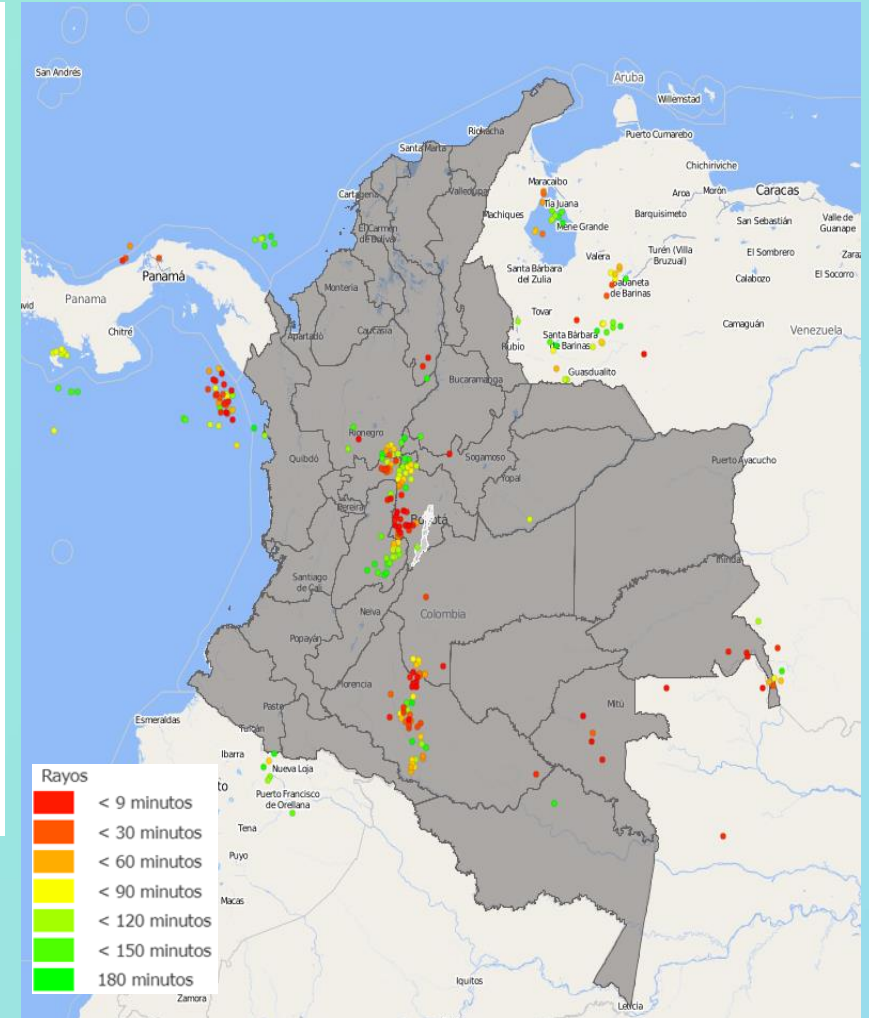 San Andrés
Aruba
Willemstad
Puerto Cumarebo
Riohacha
Santa Marta
Chichiriviche
Maracaibo
Valledupar
Cartagena
Aroa
Morón
Caracas
Tía Juana
Machiques
Mene Grande
Barquisimeto
San Sebastián
Valle de
Guanape
El Carmen
de Bolívar
Valera
Turén (Villa
Bruzual)
El Sombrero
Zaraz
Panamá
Santa Bárbara
del Zulia
Sabaneta
de Barinas
Calabozo
El Socorro
Montería
Panama
vid
Tovar
Camaguán
Chitré
Caucasia
Apartadó
Rubio
Santa Bárbara
de Barinas
Venezuela
Guasdualito
Bucaramanga
Rionegro
Quibdó
Sogamoso
Puerto Ayacucho
Yopal
Pereira
Bogotá
Inírida
Santiago
de Cali
Neiva
Colombia
Popayán
Florencia
Mitú
Pasto
Esmeraldas
Tulcán
Ibarra
Nueva Loja
Rayos
to
Puerto Francisco
de Orellana
< 9 minutos
< 30 minutos
Tena
< 60 minutos
Puyo
< 90 minutos
Macas
< 120 minutos
< 150 minutos
180 minutos
Iquitos
Zamora
Leticia